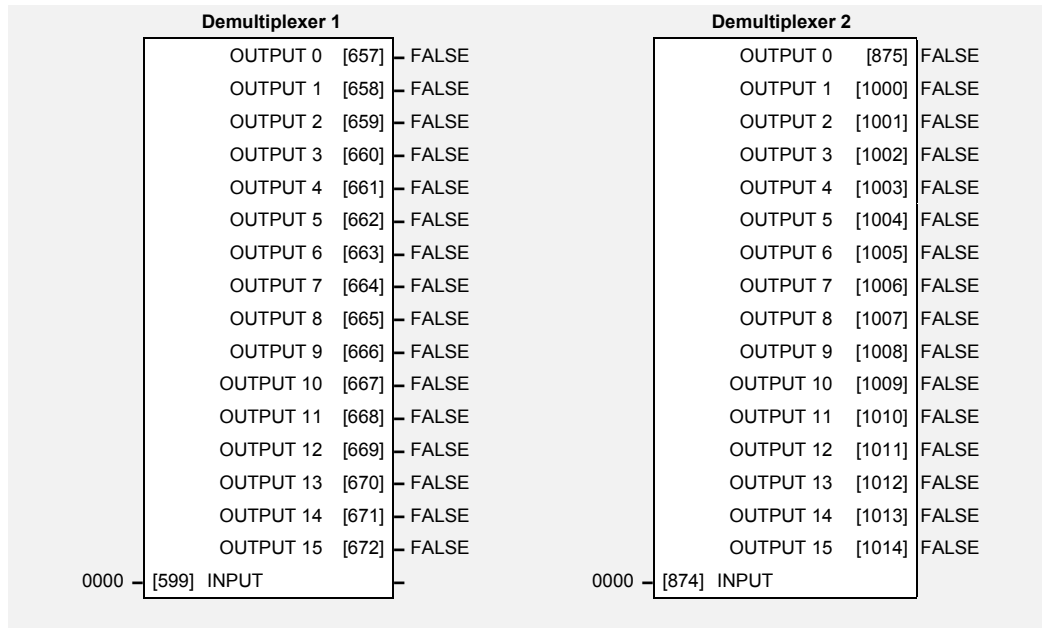 Demultiplexer 1
OUTPUT 0 [657] FALSE
OUTPUT 1 [658] FALSE
OUTPUT 2 [659] FALSE
OUTPUT 3 [660] FALSE
OUTPUT 4 [661] FALSE
OUTPUT 5 [662] FALSE
OUTPUT 6 [663] FALSE
OUTPUT 7 [664] FALSE
OUTPUT 8 [665] FALSE
OUTPUT 9 [666] FALSE
OUTPUT 10 [667] FALSE
OUTPUT 11 [668] FALSE
OUTPUT 12 [669] FALSE
OUTPUT 13 [670] FALSE
OUTPUT 14 [671] FALSE
OUTPUT 15 [672] FALSE
0000 [599] INPUT
Demultiplexer 2
OUTPUT 0 [875] FALSE
OUTPUT 1 [1000] FALSE
OUTPUT 2 [1001] FALSE
OUTPUT 3 [1002] FALSE
OUTPUT 4 [1003] FALSE
OUTPUT 5 [1004] FALSE
OUTPUT 6 [1005] FALSE
OUTPUT 7 [1006] FALSE
OUTPUT 8 [1007] FALSE
OUTPUT 9 [1008] FALSE
OUTPUT 10 [1009] FALSE
OUTPUT 11 [1010] FALSE
OUTPUT 12 [1011] FALSE
OUTPUT 13 [1012] FALSE
OUTPUT 14 [1013] FALSE
OUTPUT 15 [1014] FALSE
0000 [874] INPUT